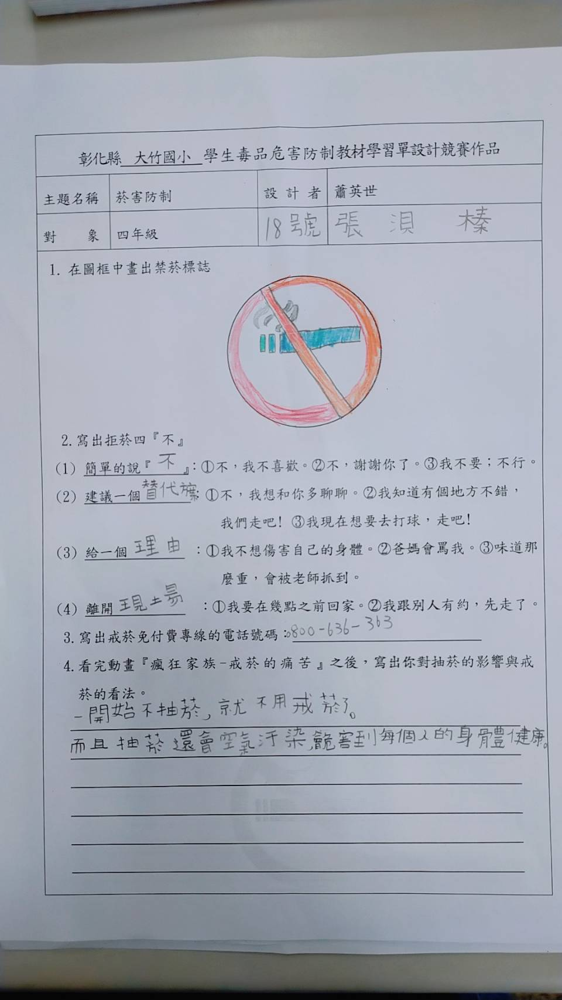 彰化縣 大竹國小 學生毒品危害防制教材學習單設計競賽作品
主題名稱 菸害防制 設計者 蕭英世
對 象 四年級 18號 張 浿 榛
1. 在圖框中畫出禁菸標誌
2.寫出拒菸四『不』
(1) 簡單的說『不』:①不，我不喜歡。②不，謝謝你了。③我不要；不行。
(2) 建議一個替代: ①不，我想和你多聊聊。②我知道有個地方不錯，
我們走吧! ③我現在想要去打球，走吧!
(3) 給一個 理由 :①我不想傷害自己的身體。②爸媽會罵我。③味道那
麼重，會被老師抓到。
(4) 離開 現場 :①我要在幾點之前回家。②我跟別人有約，先走了。
3.寫出戒菸免付費專線的電話號碼:0800-636-363
4.看完動畫『瘋狂家族-戒菸的痛苦』之後，寫出你對抽菸的影響與戒
菸的看法。
一開始不抽菸，就不用戒菸了。
而且抽菸還會空氣汙染,害到每個人的身體健康。